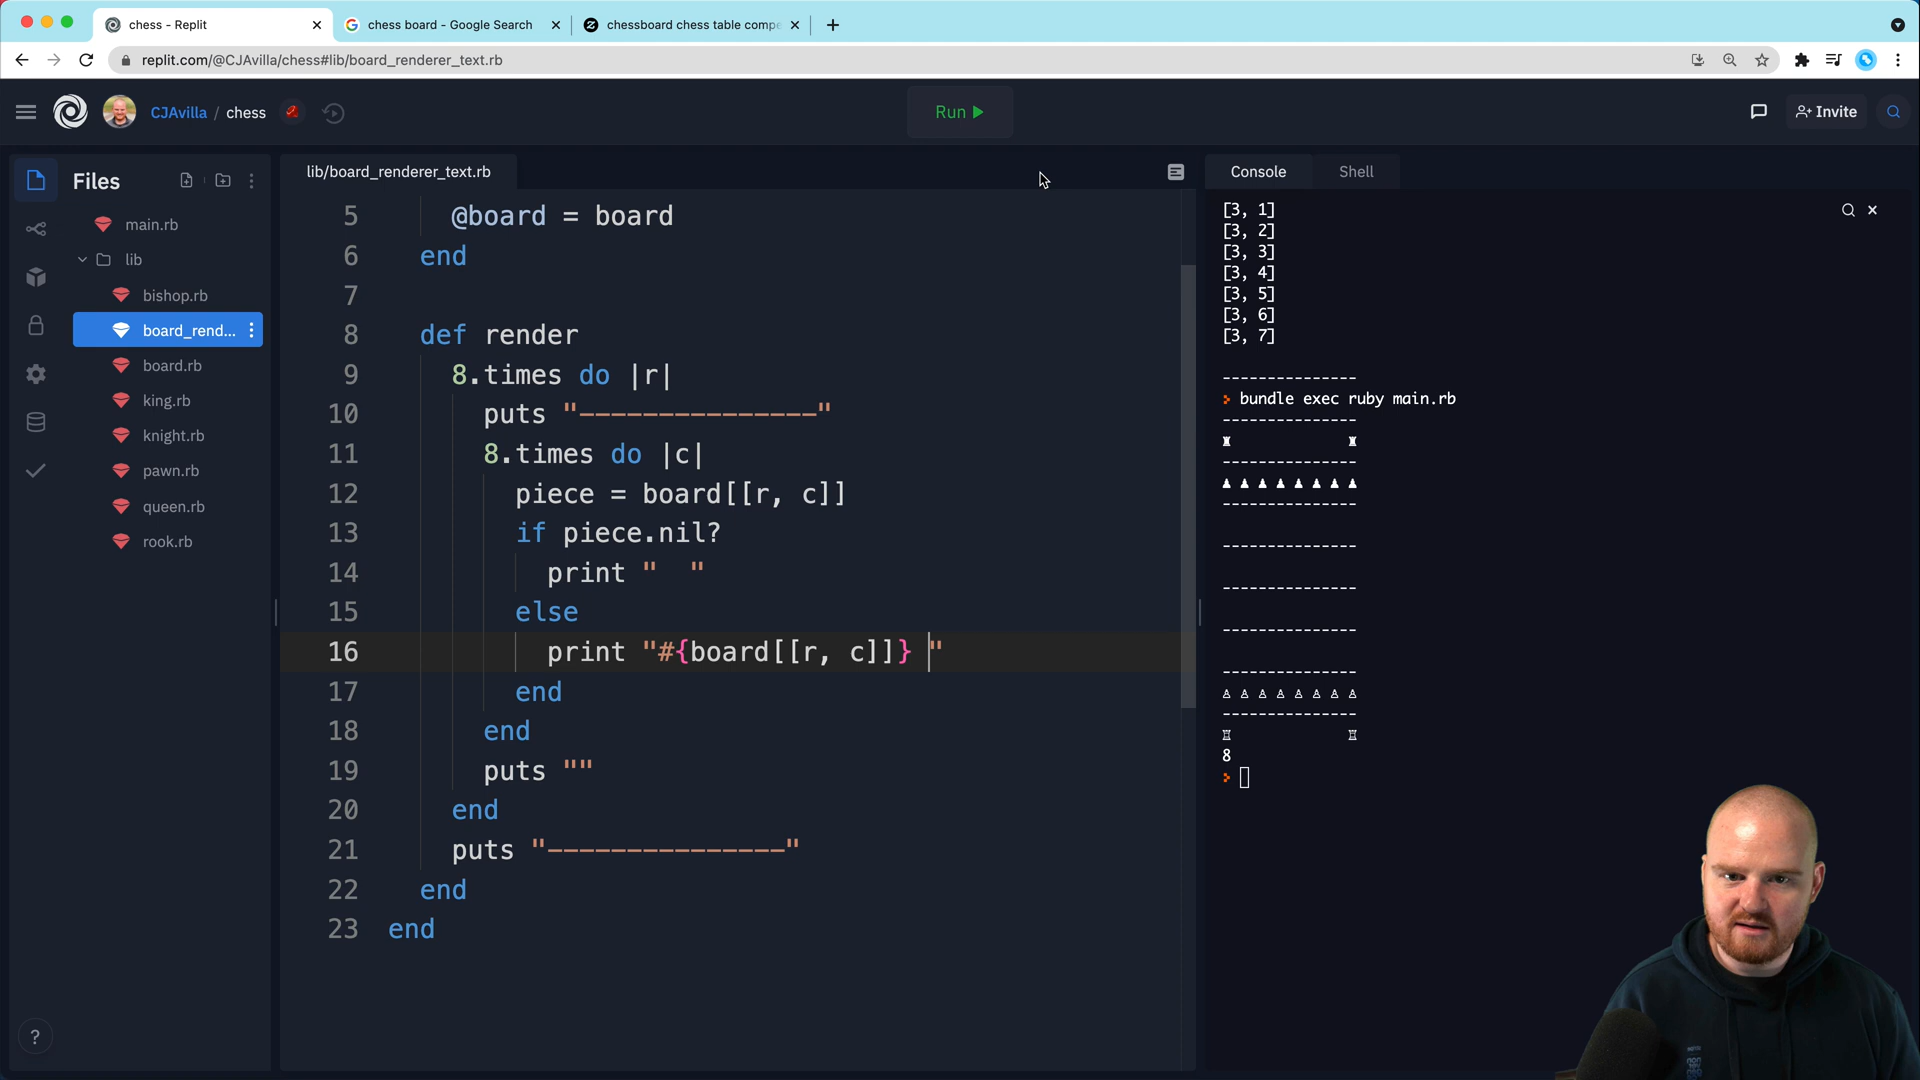 chess - Replit
chess board - Google Search
chessboard chess table compe
replit.com/@CJAvilla/chess#lib/board_renderer_text.rb
CJAvilla / chess
Run
Invite
Files
lib/board_renderer_text.rb
Console
Shell
main.rb
lib
bishop.rb
board_rend...
board.rb
king.rb
knight.rb
pawn.rb
queen.rb
rook.rb
5 @board = board
6 end
7
8 def render
9 8.times do |r|
10 puts "---------------"
11 8.times do |c|
12 piece = board[[r, c]]
13 if piece.nil?
14 print "  "
15 else
16 print "#{board[[r, c]]} "
17 end
18 end
19 puts ""
20 end
21 puts "---------------"
22 end
23 end
[3, 1]
[3, 2]
[3, 3]
[3, 4]
[3, 5]
[3, 6]
[3, 7]
---------------
> bundle exec ruby main.rb
---------------
♜ ♜
---------------
♟ ♟ ♟ ♟ ♟ ♟ ♟ ♟
---------------
---------------
---------------
---------------
---------------
♙ ♙ ♙ ♙ ♙ ♙ ♙ ♙
---------------
♖ ♖
8
>
?